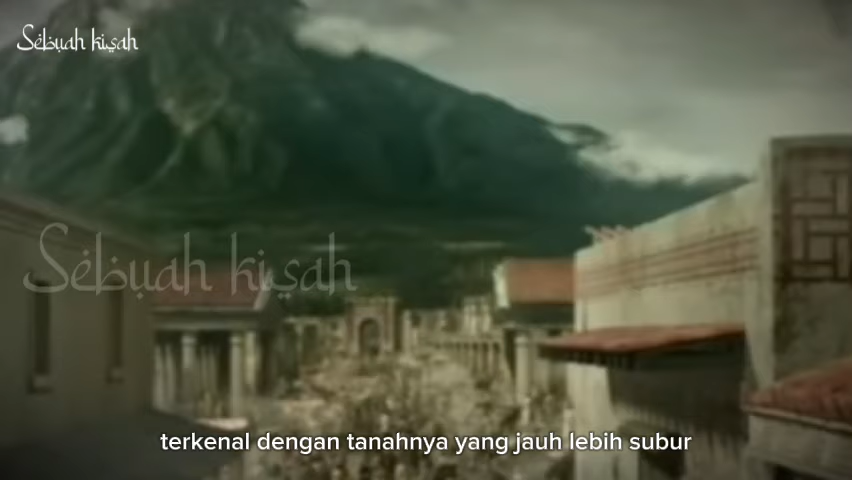 Sebuah kisah
Sebuah kisah
terkenal dengan tanahnya yang jauh lebih subur